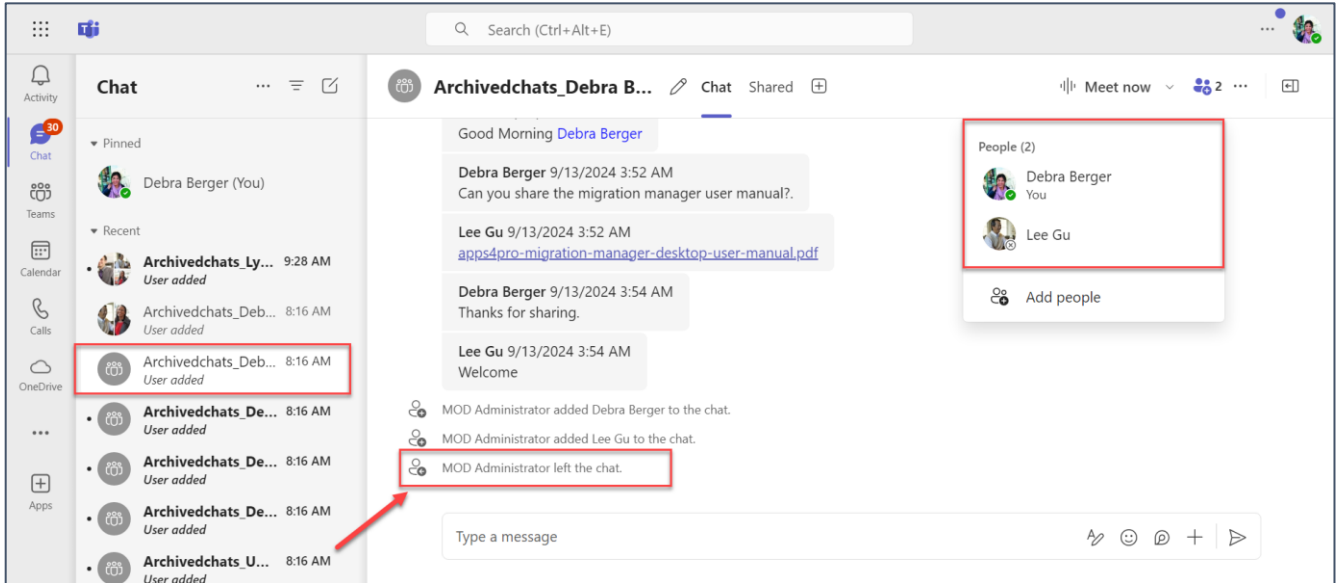 Search (Ctrl+Alt+E)
Activity
30
Chat
Teams
Calendar
Calls
OneDrive
Apps
Chat
Pinned
Debra Berger (You)
Recent
Archivedchats_Ly... 9:28 AM
User added
Archivedchats_Deb... 8:16 AM
User added
Archivedchats_Deb... 8:16 AM
User added
Archivedchats_De... 8:16 AM
User added
Archivedchats_De... 8:16 AM
User added
Archivedchats_De... 8:16 AM
User added
Archivedchats_U... 8:16 AM
User added
Archivedchats_Debra B... Chat Shared Meet now 2
Good Morning Debra Berger
Debra Berger 9/13/2024 3:52 AM
Can you share the migration manager user manual?.
Lee Gu 9/13/2024 3:52 AM
apps4pro-migration-manager-desktop-user-manual.pdf
Debra Berger 9/13/2024 3:54 AM
Thanks for sharing.
Lee Gu 9/13/2024 3:54 AM
Welcome
MOD Administrator added Debra Berger to the chat.
MOD Administrator added Lee Gu to the chat.
MOD Administrator left the chat.
Type a message
People (2)
Debra Berger
You
Lee Gu
Add people